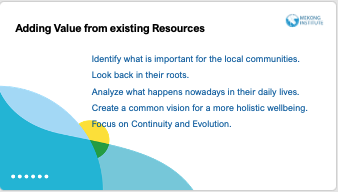 Adding Value from existing Resources
MEKONG
INSTITUTE
Identify what is important for the local communities.
Look back in their roots.
Analyze what happens nowadays in their daily lives.
Create a common vision for a more holistic wellbeing.
Focus on Continuity and Evolution.